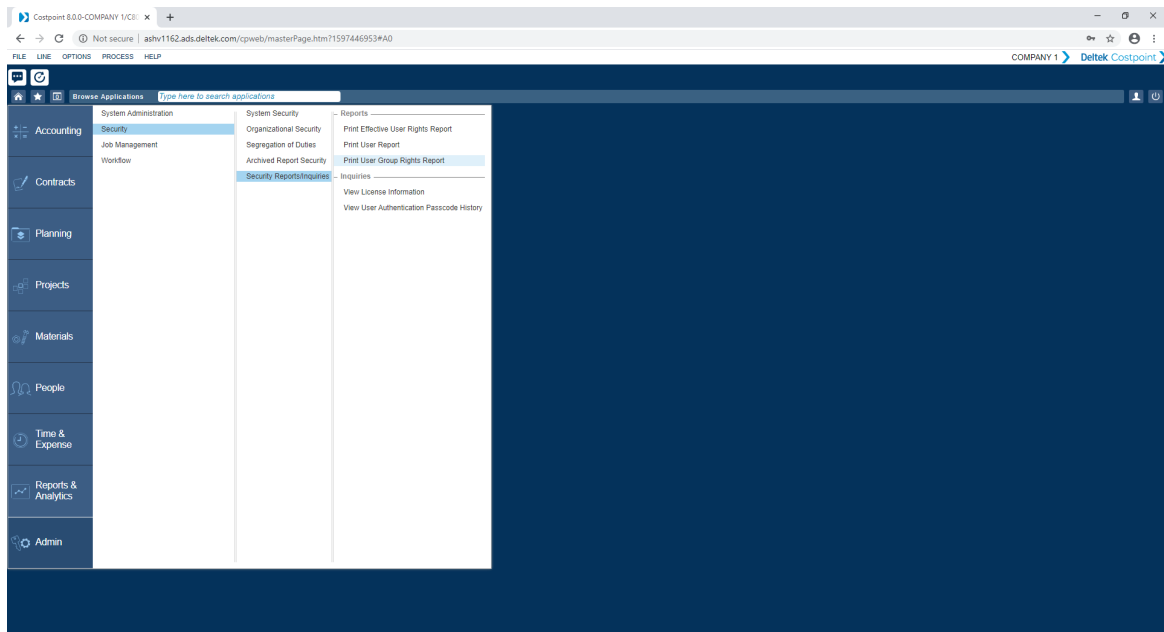 Costpoint 8.0.0-COMPANY 1/C8
Not secure | ashv1162.ads.deltek.com/cpweb/masterPage.htm?1597446953#A0
FILE LINE OPTIONS PROCESS HELP
COMPANY 1 Deltek Costpoint
Browse Applications Type here to search applications
Accounting
Contracts
Planning
Projects
Materials
People
Time &
Expense
Reports &
Analytics
Admin
System Administration
Security
Job Management
Workflow
System Security
Organizational Security
Segregation of Duties
Archived Report Security
Security Reports/Inquiries
Reports
Print Effective User Rights Report
Print User Report
Print User Group Rights Report
Inquiries
View License Information
View User Authentication Passcode History